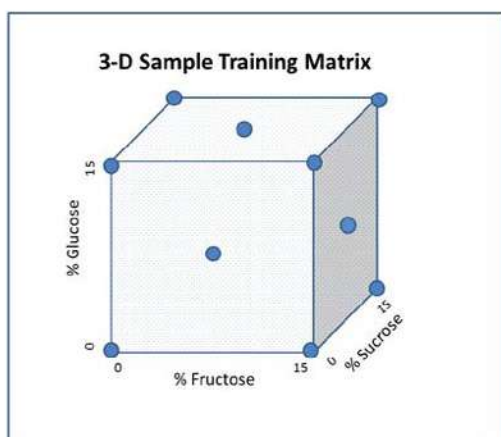 3-D Sample Training Matrix
15
% Glucose
0
0
% Fructose
15
0
% Sucrose
15